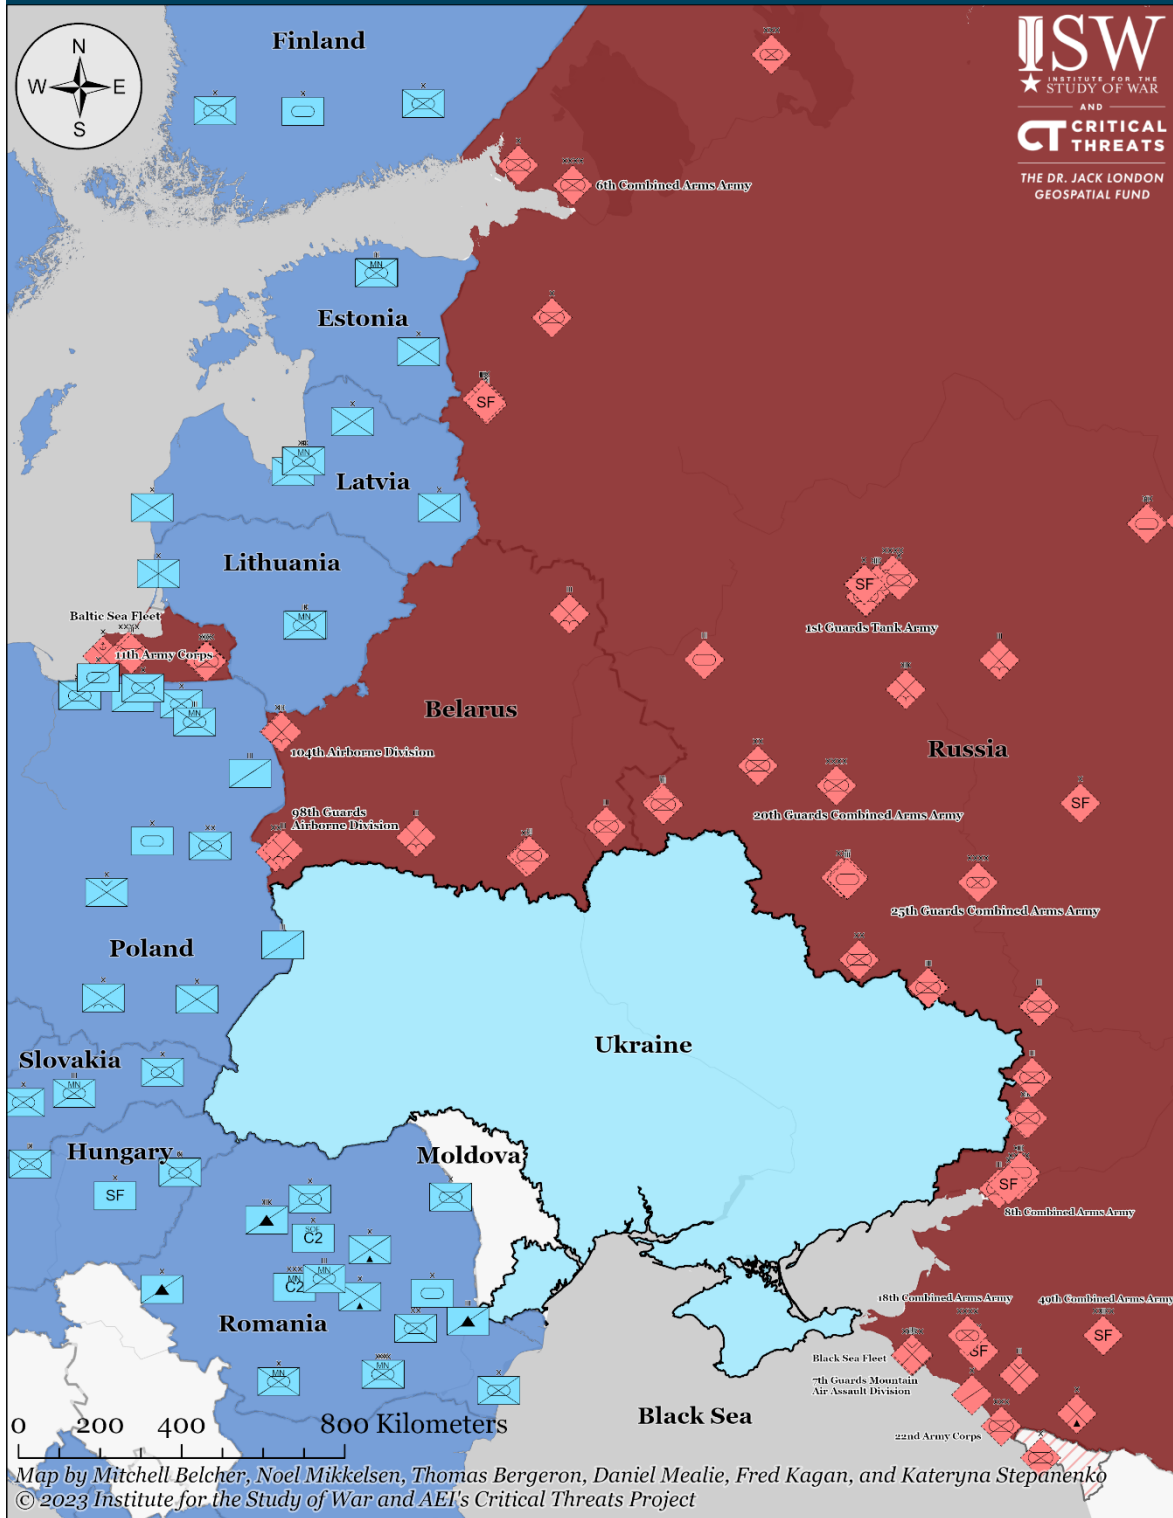 Finland
N
W
E
S
ISW
INSTITUTE FOR THE
STUDY OF WAR
AND
CT CRITICAL
THREATS
THE DR. JACK LONDON
GEOSPATIAL FUND
6th Combined Arms Army
MN
Estonia
SF
MN
Latvia
Lithuania
SF
Baltic Sea Fleet
MN
1st Guards Tank Army
11th Army Corps
MN
Belarus
104th Airborne Division
Russia
SF
98th Guards
Airborne Division
20th Guards Combined Arms Army
25th Guards Combined Arms Army
Poland
Ukraine
Slovakia
MN
Hungary
Moldova
SF
SF
8th Combined Arms Army
SOF
C2
MN
C2
MN
Romania
18th Combined Arms Army
49th Combined Arms Army
SF
SF
Black Sea Fleet
7th Guards Mountain
Air Assault Division
MN
MN
Black Sea
22nd Army Corps
0 200 400 800 Kilometers
Map by Mitchell Belcher, Noel Mikkelsen, Thomas Bergeron, Daniel Mealie, Fred Kagan, and Kateryna Stepanenko
© 2023 Institute for the Study of War and AEI's Critical Threats Project